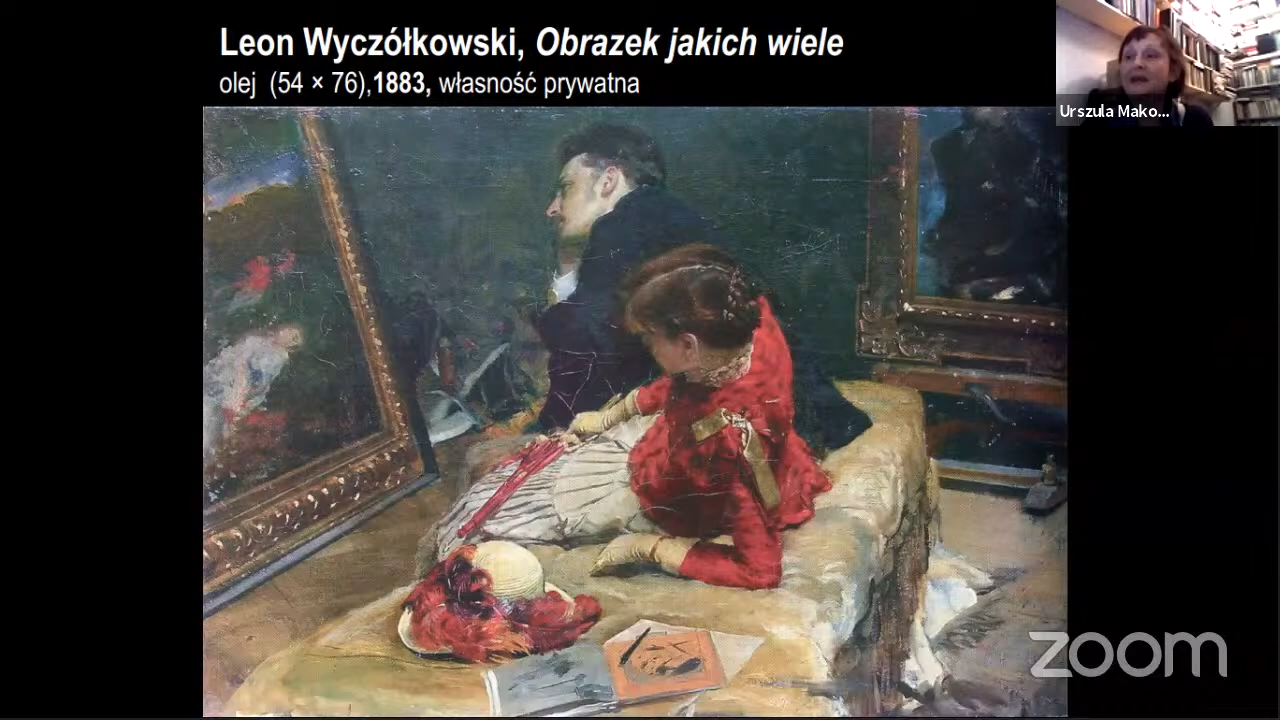 Leon Wyczółkowski, Obrazek jakich wiele
olej (54 × 76),1883, własność prywatna
Urszula Mako...
zoom